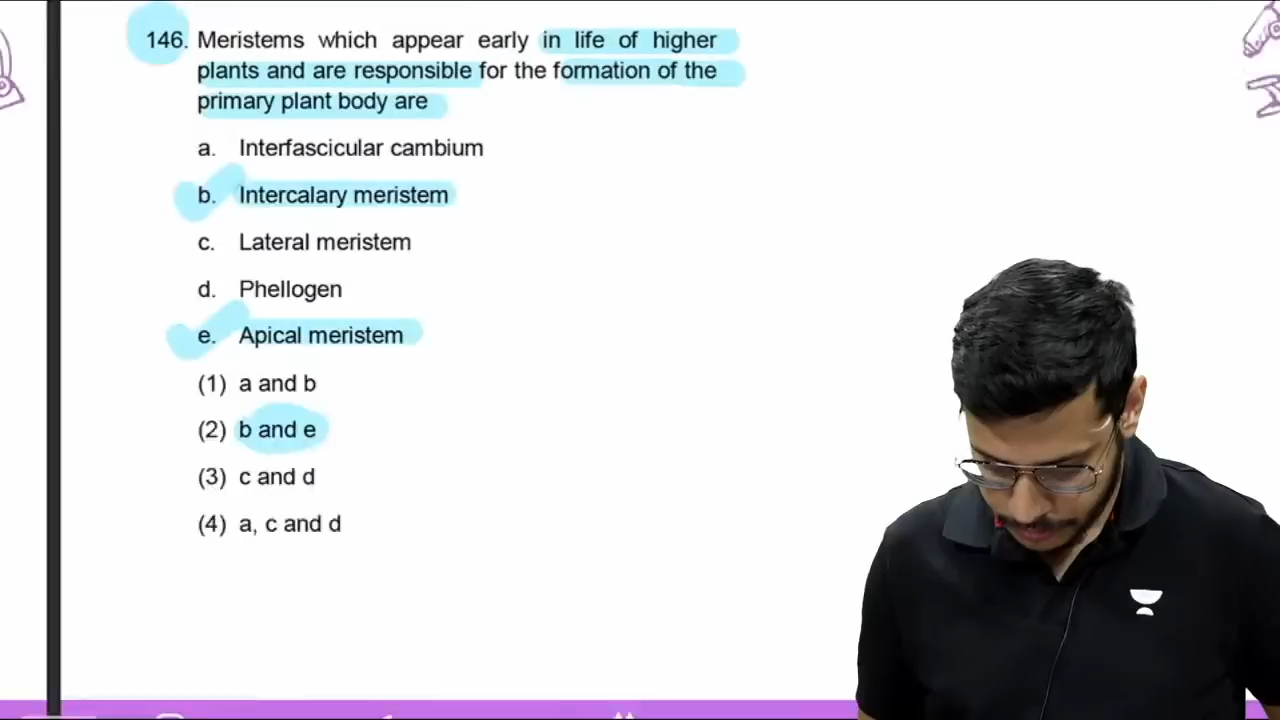 146. Meristems which appear early in life of higher
plants and are responsible for the formation of the
primary plant body are
a. Interfascicular cambium
b. Intercalary meristem
c. Lateral meristem
d. Phellogen
e. Apical meristem
(1) a and b
(2) b and e
(3) c and d
(4) a, c and d